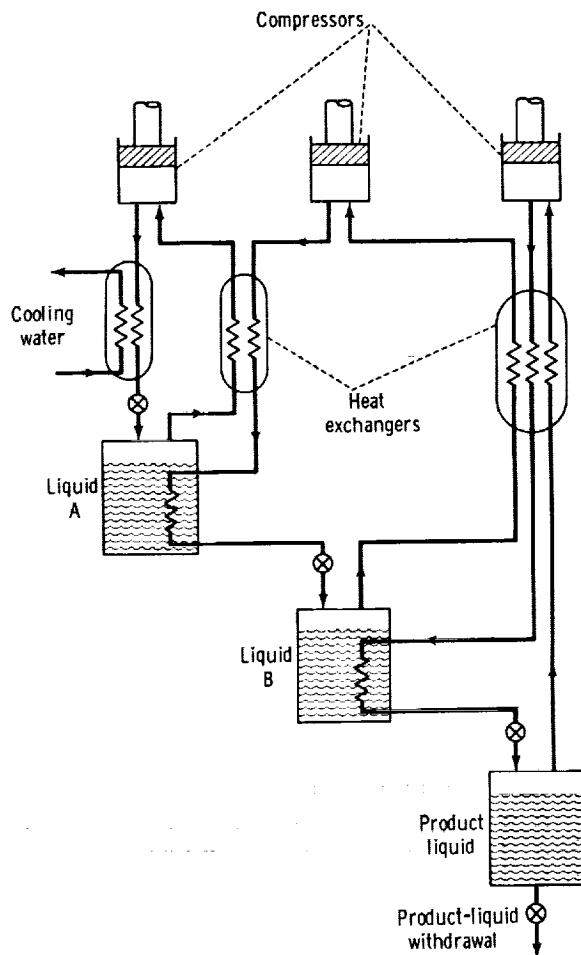 Compressors
Cooling
water
Heat
exchangers
Liquid
A
Liquid
B
Product
liquid
Product-liquid
withdrawal